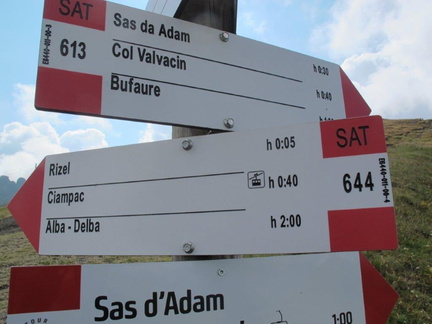 SAT
613
Sas da Adam
Col Valvacin h 0:30
Bufaure h 0:40
Rizel h 0:05
Ciampac h 0:40
Alba - Delba h 2:00
SAT
644
SAT
Sas d'Adam 1:00